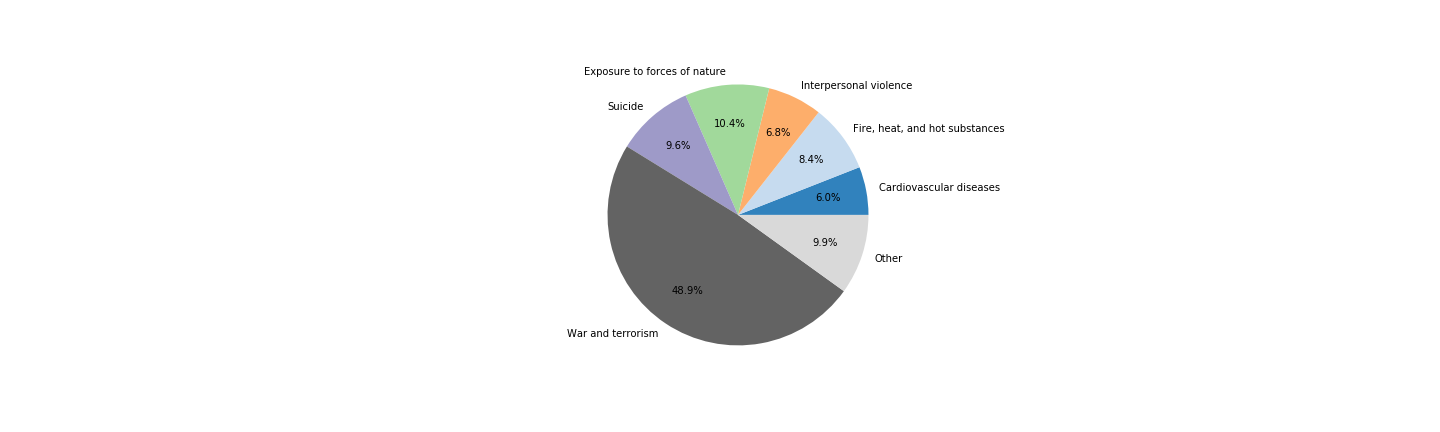 Exposure to forces of nature
Interpersonal violence
Suicide
Fire, heat, and hot substances
10.4%
6.8%
9.6%
8.4%
Cardiovascular diseases
6.0%
9.9%
Other
48.9%
War and terrorism